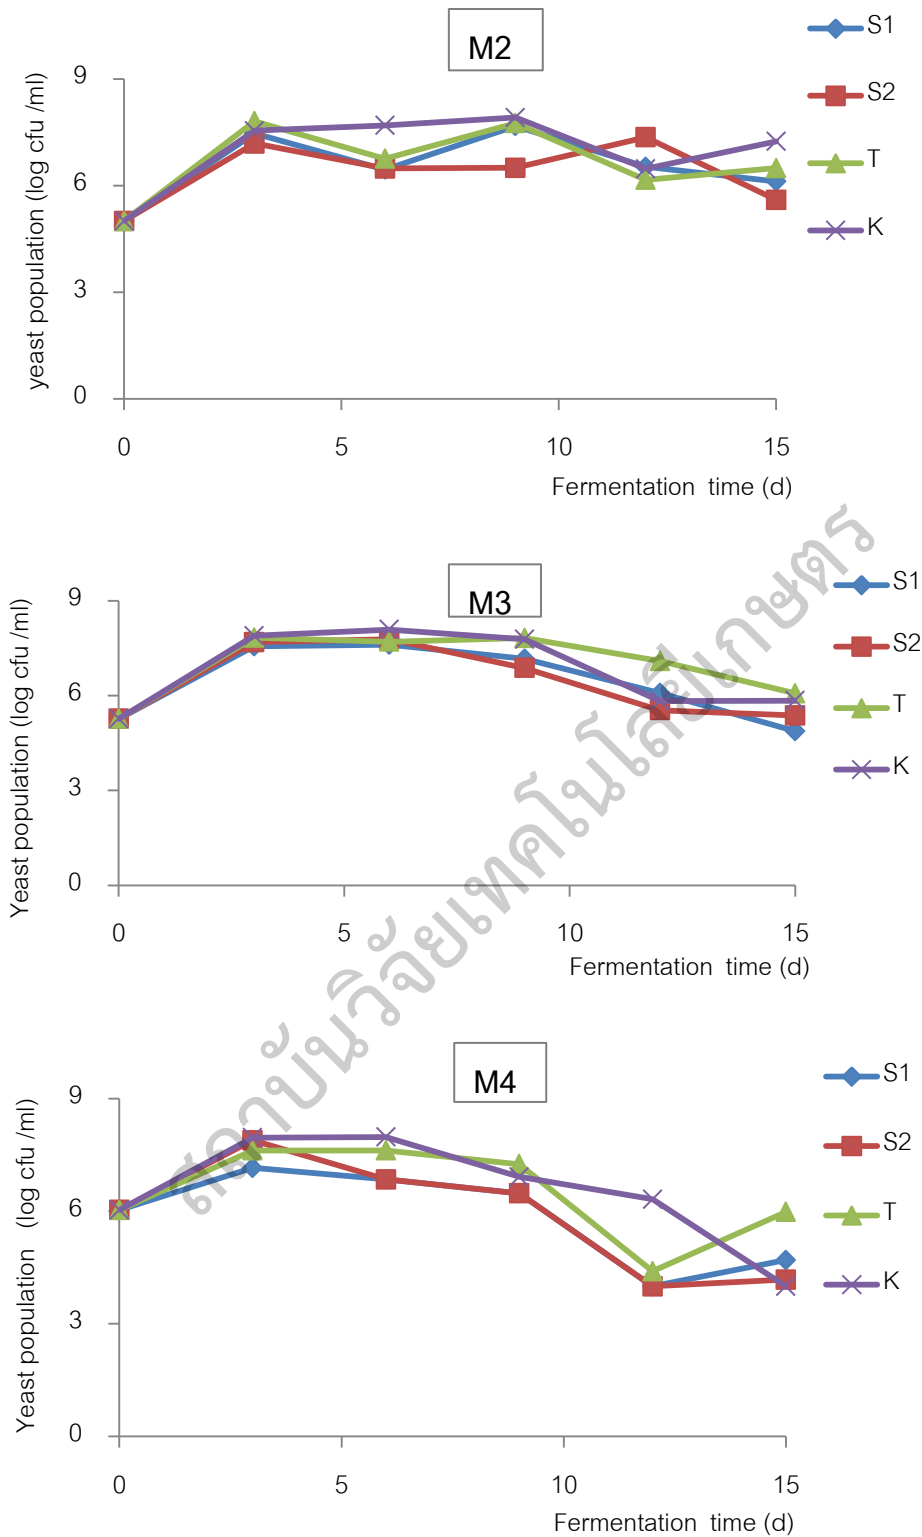 M2
S1
S2
T
K
yeast population (log cfu /ml)
9
6
3
0
0 5 10 15
Fermentation time (d)
M3
S1
S2
T
K
Yeast population (log cfu /ml)
9
6
3
0
0 5 10 15
Fermentation time (d)
M4
S1
S2
T
K
Yeast population (log cfu /ml)
9
6
3
0
0 5 10 15
Fermentation time (d)
สถาบันวิจัยเทคโนโลยีเกษตร